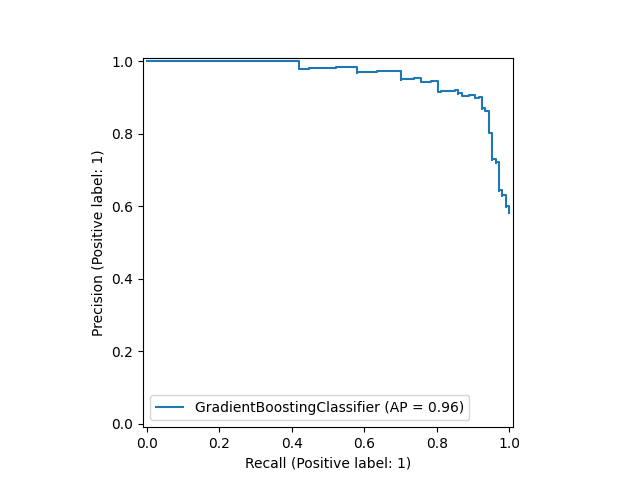 1.0
0.8
0.6
0.4
0.2
0.0
Precision (Positive label: 1)
GradientBoostingClassifier (AP = 0.96)
0.0 0.2 0.4 0.6 0.8 1.0
Recall (Positive label: 1)